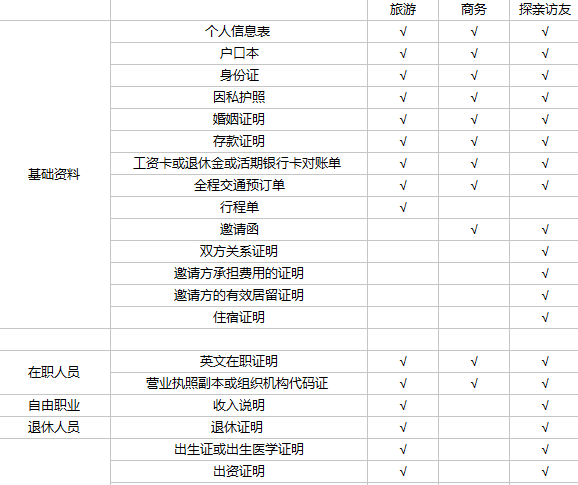 旅游 商务 探亲访友
个人信息表 √ √ √
户口本 √ √ √
身份证 √ √ √
因私护照 √ √ √
婚姻证明 √ √ √
存款证明 √ √ √
工资卡或退休金或活期银行卡对账单 √ √ √
基础资料
全程交通预订单 √ √ √
行程单 √
邀请函 √ √
双方关系证明 √
邀请方承担费用的证明 √
邀请方的有效居留证明 √
住宿证明 √
英文在职证明 √ √ √
在职人员
营业执照副本或组织机构代码证 √ √ √
自由职业 收入说明 √ √
退休人员 退休证明 √ √
出生证或出生医学证明 √ √
出资证明 √ √